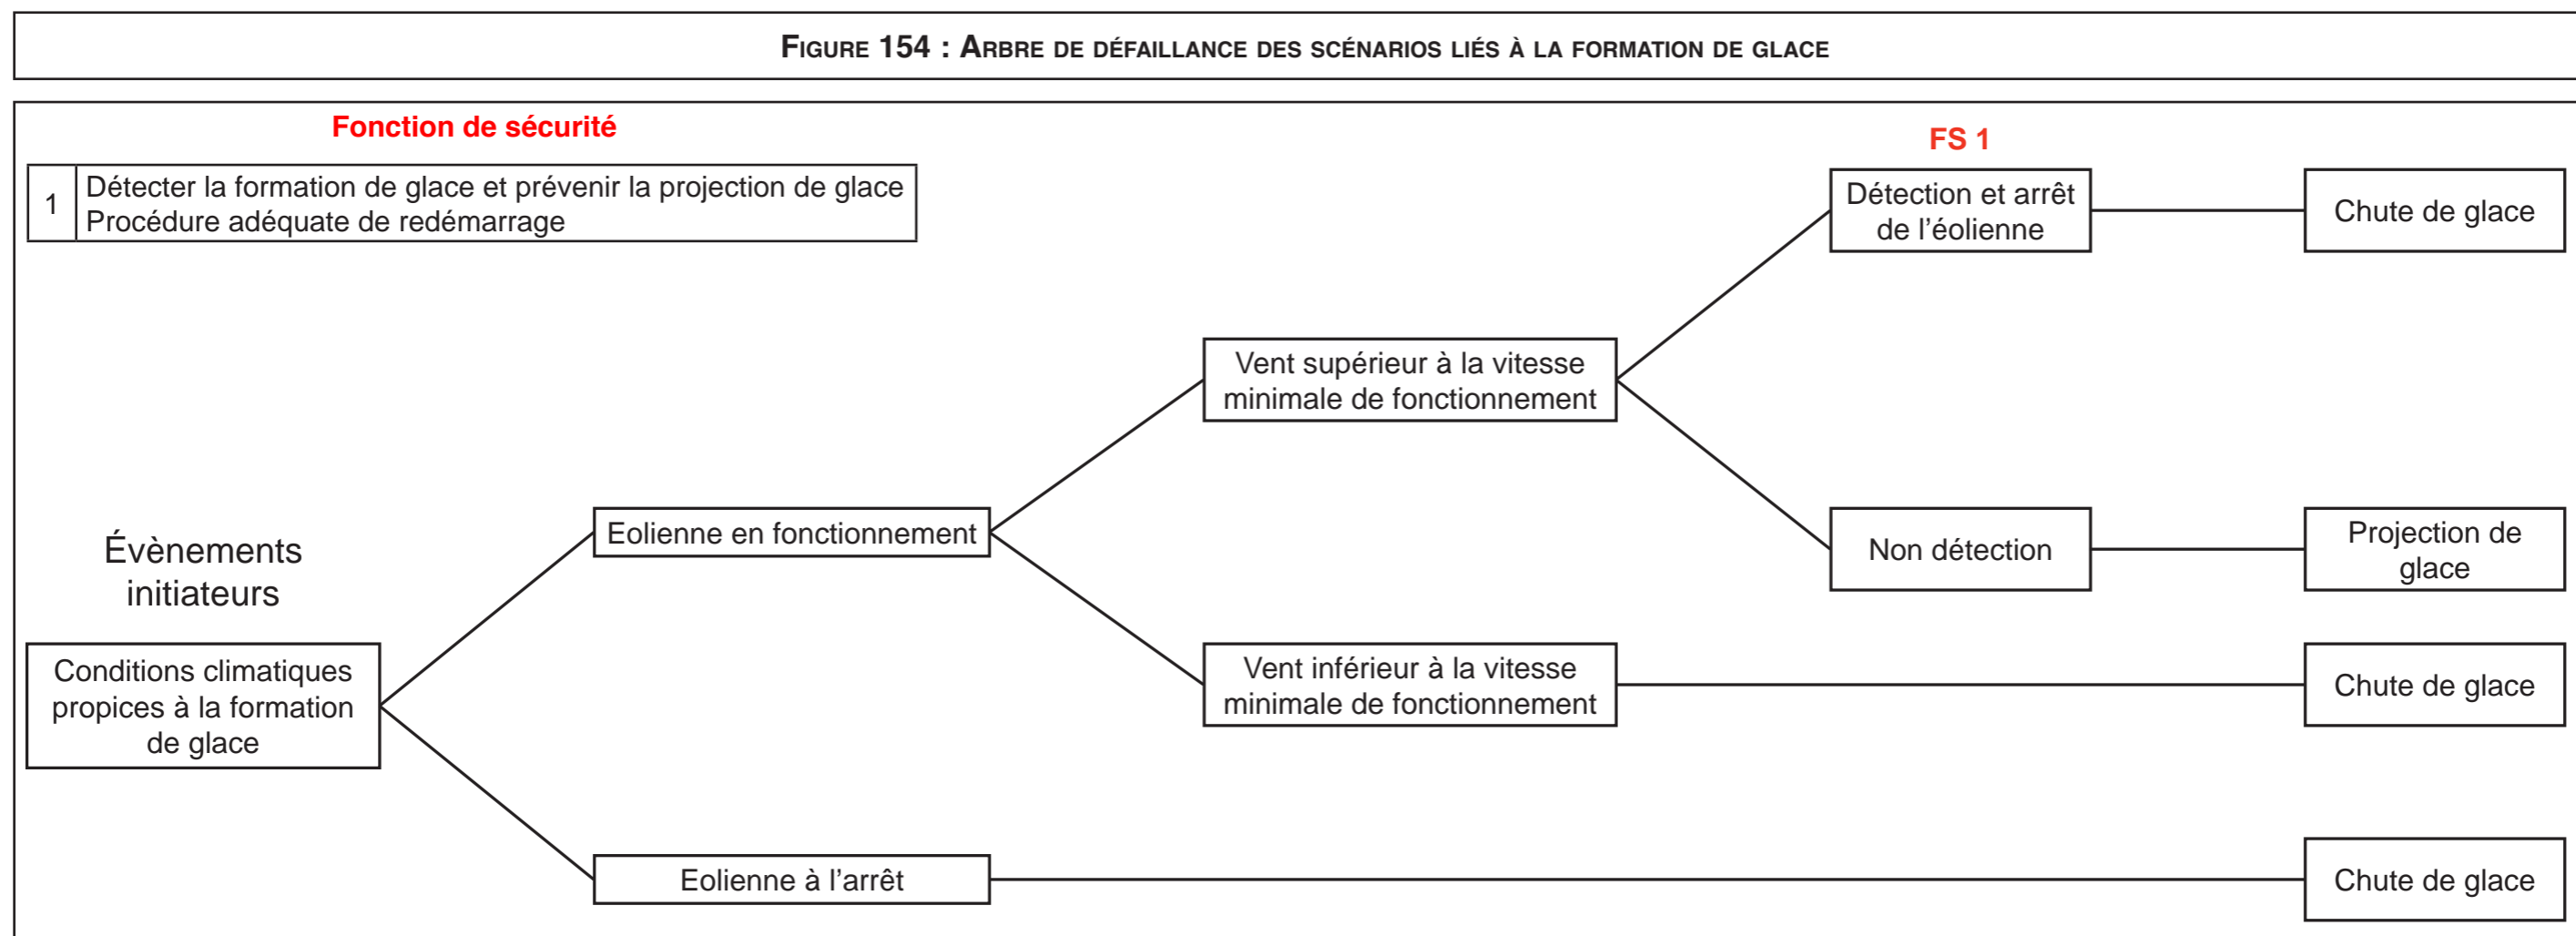 FIGURE 154 : ARBRE DE DÉFAILLANCE DES SCÉNARIOS LIÉS À LA FORMATION DE GLACE
Fonction de sécurité
1
Détecter la formation de glace et prévenir la projection de glace
Procédure adéquate de redémarrage
FS 1
Détection et arrêt
de l'éolienne
Chute de glace
Vent supérieur à la vitesse
minimale de fonctionnement
Eolienne en fonctionnement
Non détection
Projection de
glace
Évènements
initiateurs
Conditions climatiques
propices à la formation
de glace
Vent inférieur à la vitesse
minimale de fonctionnement
Chute de glace
Eolienne à l'arrêt
Chute de glace